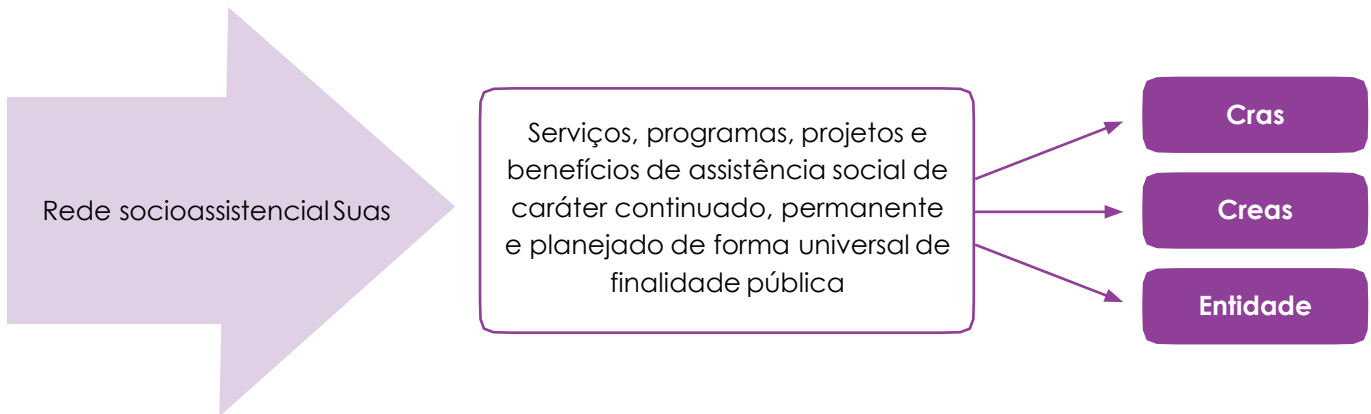 Rede socioassistencial Suas
Serviços, programas, projetos e
benefícios de assistência social de
caráter continuado, permanente
e planejado de forma universal de
finalidade pública
Cras
Creas
Entidade